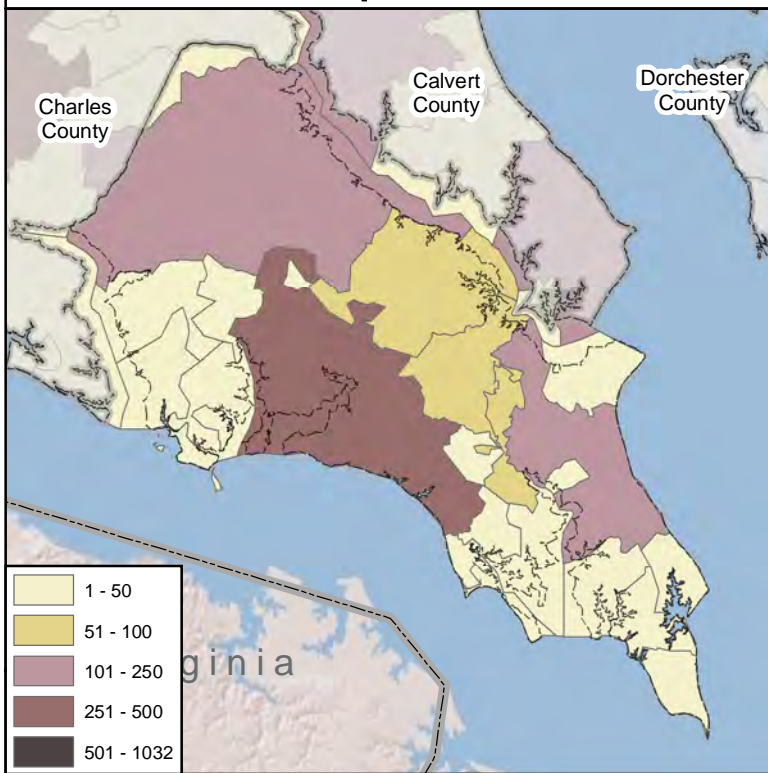 Charles
County
Calvert
County
Dorchester
County
ginia
1 - 50
51 - 100
101 - 250
251 - 500
501 - 1032